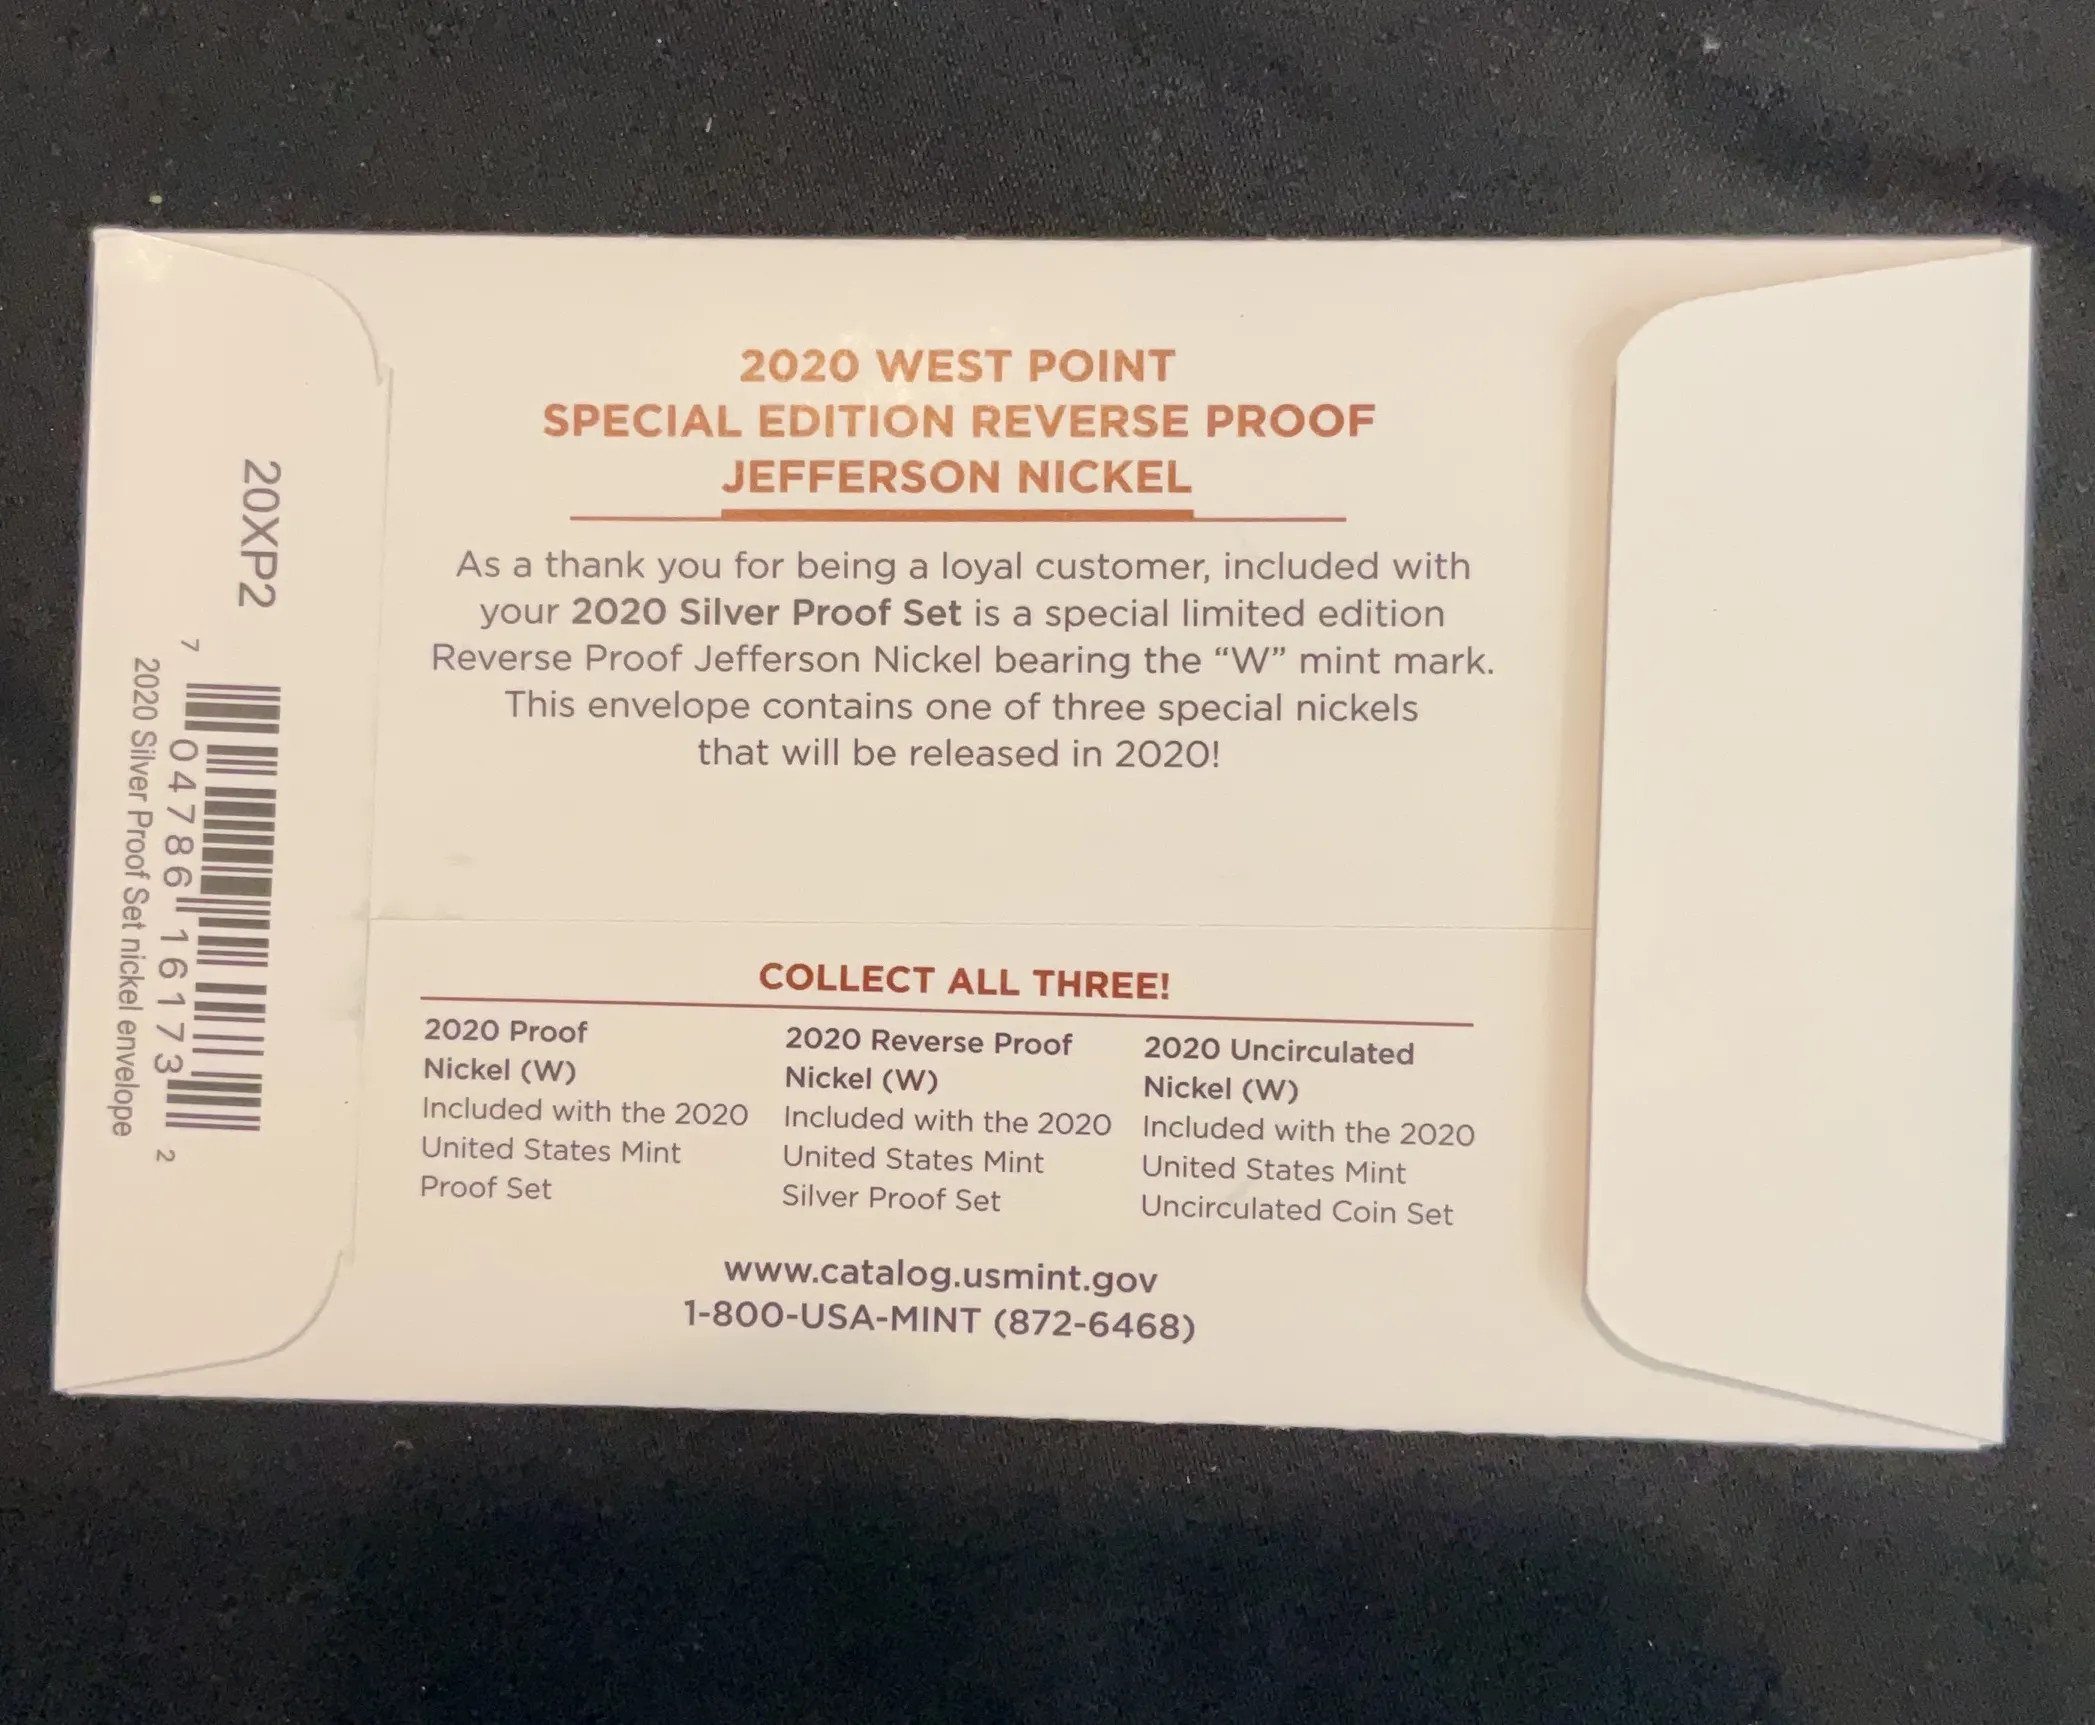 2020 WEST POINT
SPECIAL EDITION REVERSE PROOF
JEFFERSON NICKEL
As a thank you for being a loyal customer, included with
your 2020 Silver Proof Set is a special limited edition
Reverse Proof Jefferson Nickel bearing the “W” mint mark.
This envelope contains one of three special nickels
that will be released in 2020!
COLLECT ALL THREE!
2020 Proof
Nickel (W)
Included with the 2020
United States Mint
Proof Set
2020 Reverse Proof
Nickel (W)
Included with the 2020
United States Mint
Silver Proof Set
2020 Uncirculated
Nickel (W)
Included with the 2020
United States Mint
Uncirculated Coin Set
www.catalog.usmint.gov
1-800-USA-MINT (872-6468)
20XP2
7 04786 16173 2
2020 Silver Proof Set nickel envelope